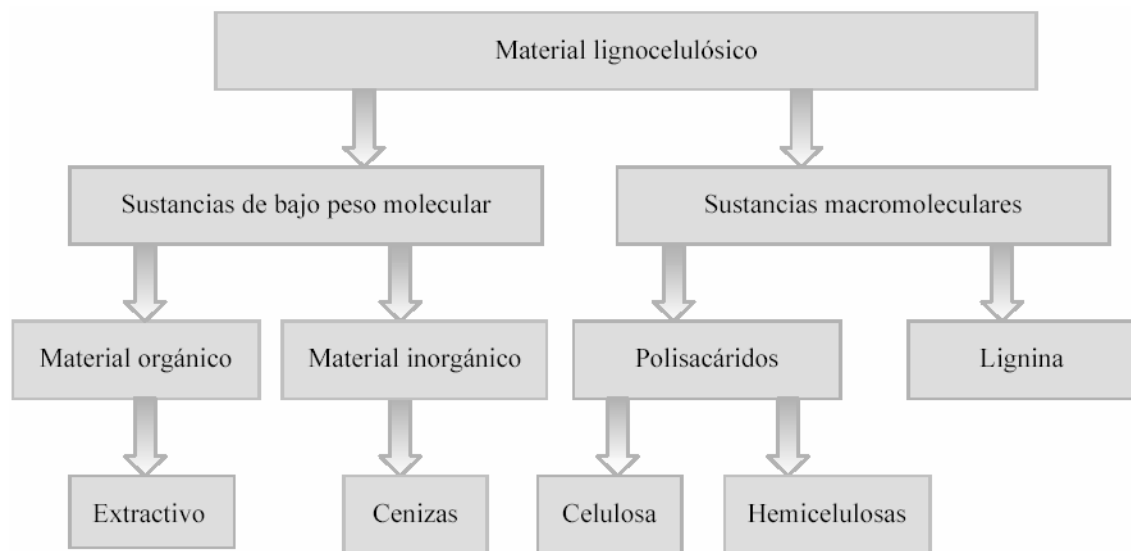 Material lignocelulósico
Sustancias de bajo peso molecular
Sustancias macromoleculares
Material orgánico
Material inorgánico
Polisacáridos
Lignina
Extractivo
Cenizas
Celulosa
Hemicelulosas